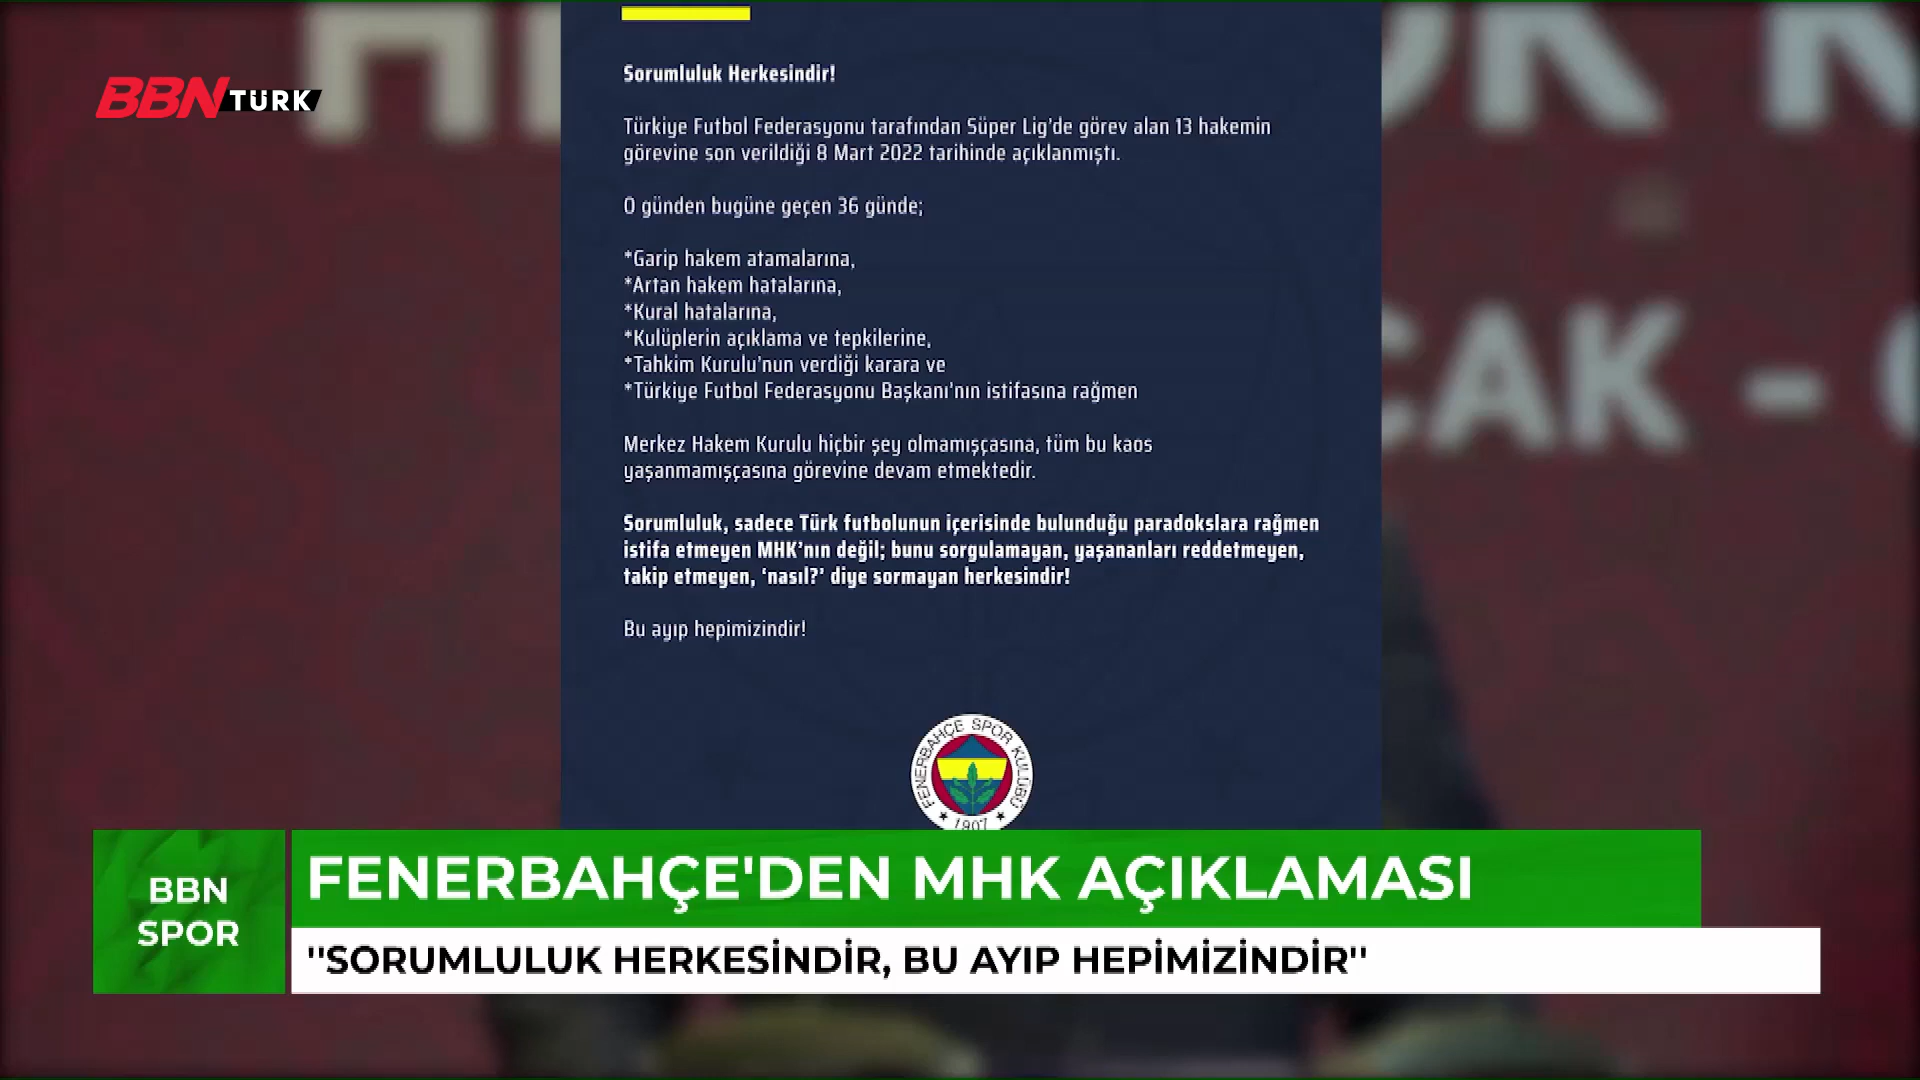 BBN TÜRK
Sorumluluk Herkesindir!
Türkiye Futbol Federasyonu tarafından Süper Lig'de görev alan 13 hakemin
görevine son verildiği 8 Mart 2022 tarihinde açıklanmıştı.
O günden bugüne geçen 36 günde;
*Garip hakem atamalarına,
*Artan hakem hatalarına,
*Kural hatalarına,
*Kulüplerin açıklama ve tepkilerine,
*Tahkim Kurulu'nun verdiği karara ve
*Türkiye Futbol Federasyonu Başkanı'nın istifasına rağmen
Merkez Hakem Kurulu hiçbir şey olmamışçasına, tüm bu kaos
yaşanmamışçasına görevine devam etmektedir.
Sorumluluk, sadece Türk futbolunun içerisinde bulunduğu paradokslara rağmen
istifa etmeyen MHK'nın değil; bunu sorgulamayan, yaşananları reddetmeyen,
takip etmeyen, 'nasıl?' diye sormayan herkesindir!
Bu ayıp hepimizindir!
FENERBAHÇE SPOR KULÜBÜ
★ 1907 ★
BBN
SPOR
FENERBAHÇE'DEN MHK AÇIKLAMASI
''SORUMLULUK HERKESİNDİR, BU AYIP HEPİMİZİNDİR''